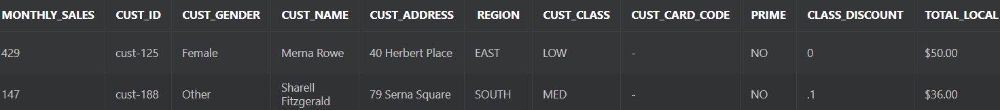 MONTHLY_SALES CUST_ID CUST_GENDER CUST_NAME CUST_ADDRESS REGION CUST_CLASS CUST_CARD_CODE PRIME CLASS_DISCOUNT TOTAL_LOCAL
429 cust-125 Female Merna Rowe 40 Herbert Place EAST LOW - NO 0 $50.00
147 cust-188 Other Sharell Fitzgerald 79 Serna Square SOUTH MED - NO .1 $36.00